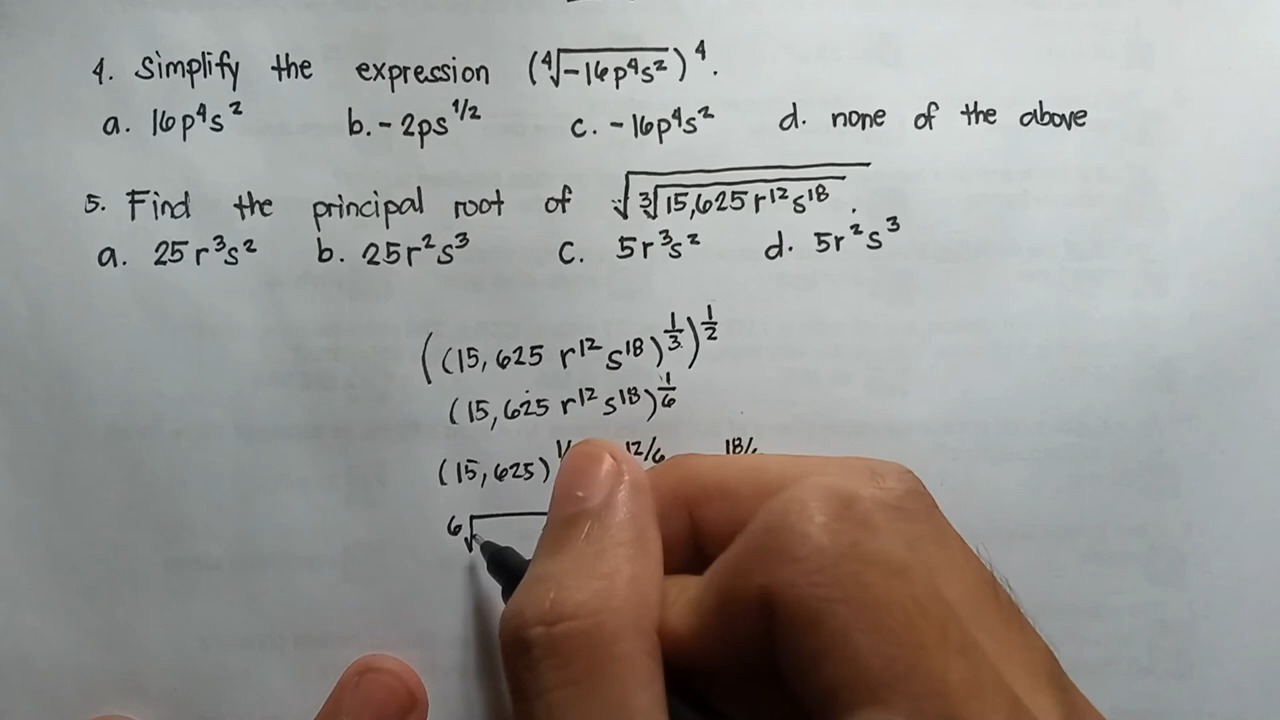 4. Simplify the expression (∜-16p⁴s²)⁴.
a. 16p⁴s² b. -2ps^1/2 c. -16p⁴s² d. none of the above
5. Find the principal root of √∛15,625r¹²s¹⁸.
a. 25r³s² b. 25r²s³ c. 5r³s² d. 5r²s³
((15,625 r¹²s¹⁸)^1/3)^1/2
(15,625 r¹²s¹⁸)^1/6
(15,625) 12/6
6√